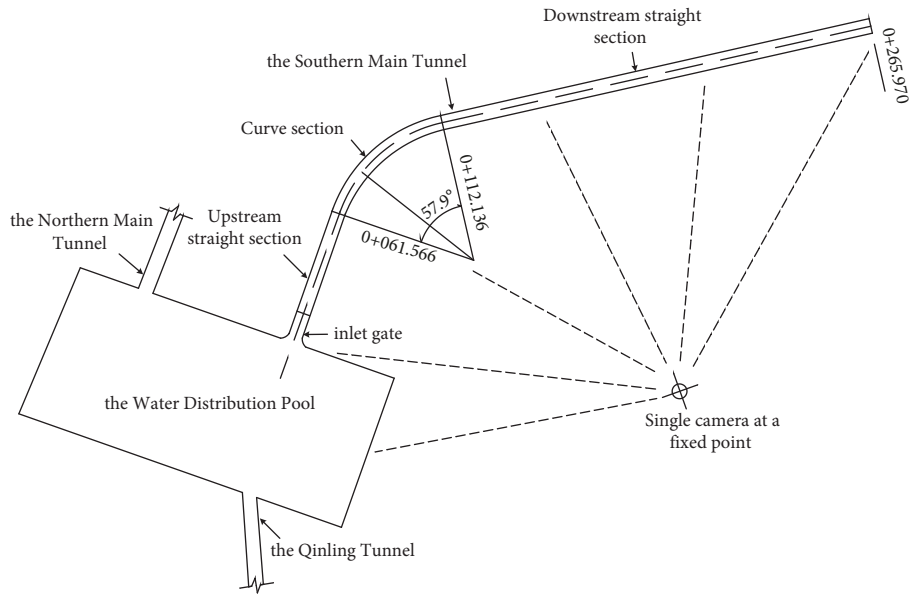 Downstream straight
section
0+265.970
the Southern Main Tunnel
Curve section
0+112.136
57.9°
0+061.566
the Northern Main
Tunnel
Upstream
straight section
inlet gate
the Water Distribution Pool
Single camera at a
fixed point
the Qinling Tunnel